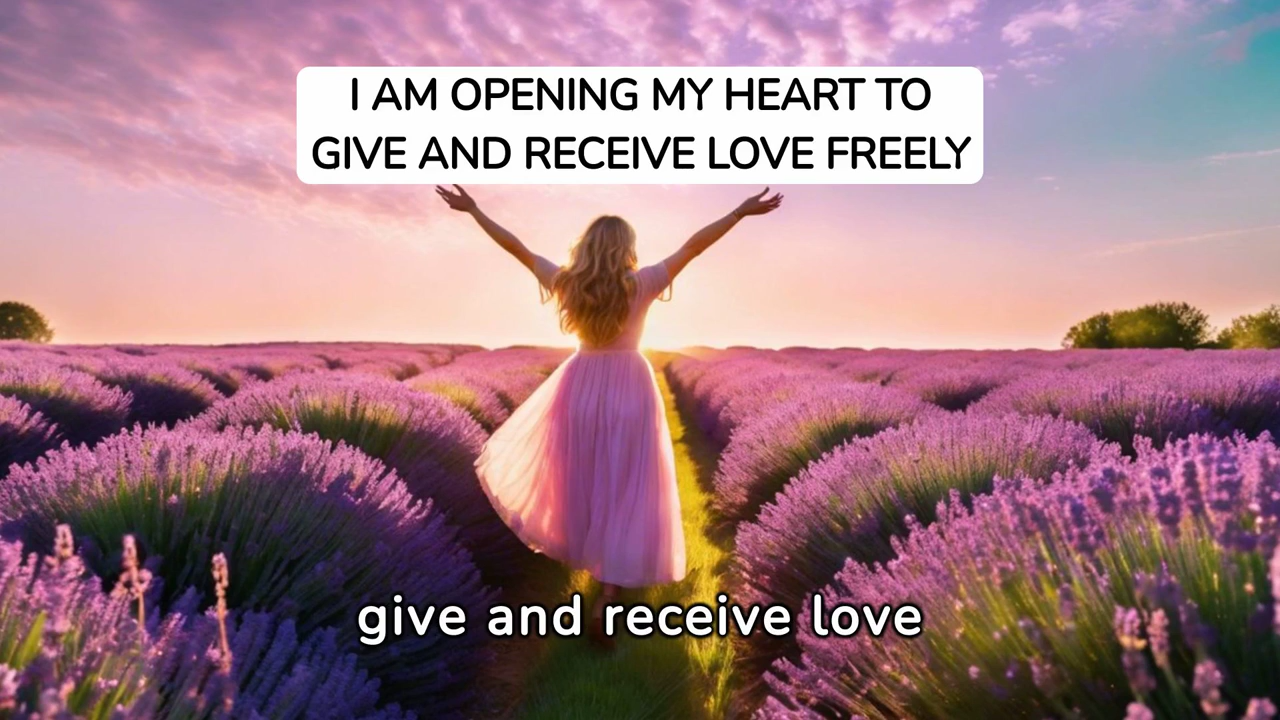 I AM OPENING MY HEART TO
GIVE AND RECEIVE LOVE FREELY
give and receive love